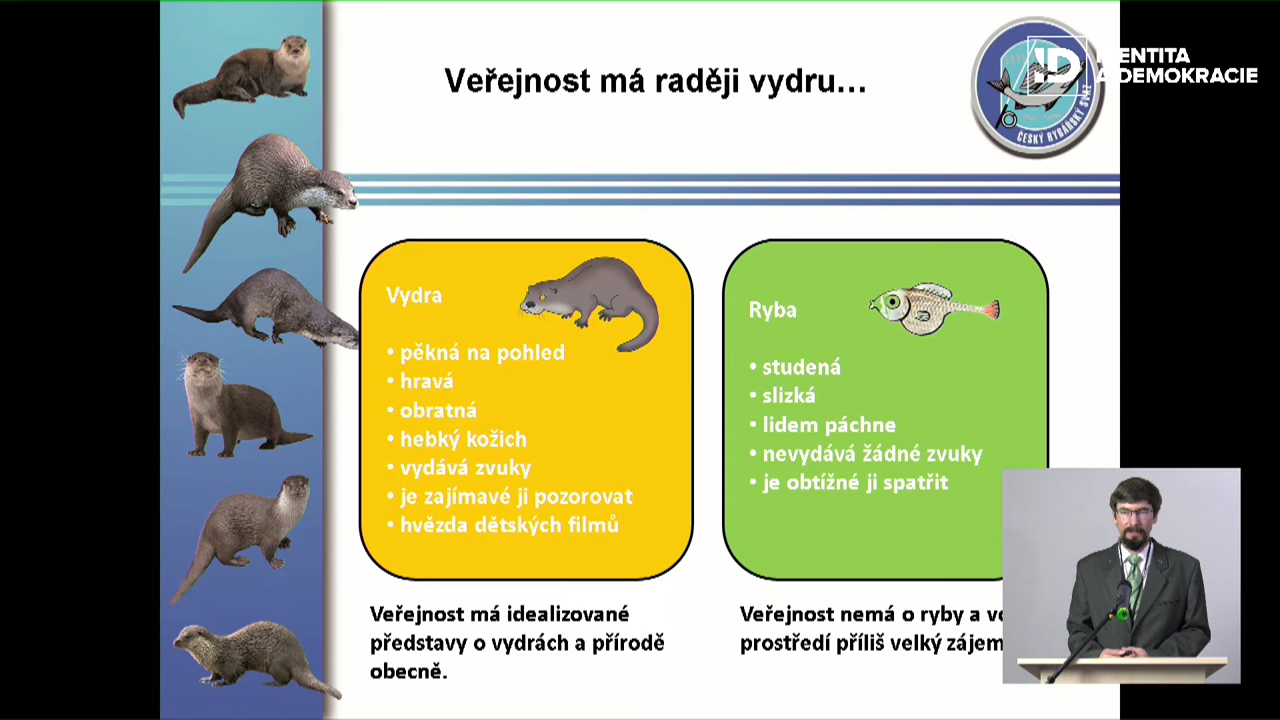 Veřejnost má raději vydru...
IDENTITA
A DEMOKRACIE
ID
ČESKÝ RYBÁŘSKÝ SVAZ
Vydra
• pěkná na pohled
• hravá
• obratná
• hebký kožich
• vydává zvuky
• je zajímavé ji pozorovat
• hvězda dětských filmů
Ryba
• studená
• slizká
• lidem páchne
• nevydává žádné zvuky
• je obtížné ji spatřit
Veřejnost má idealizované
představy o vydrách a přírodě
obecně.
Veřejnost nemá o ryby a
prostředí příliš velký zájem